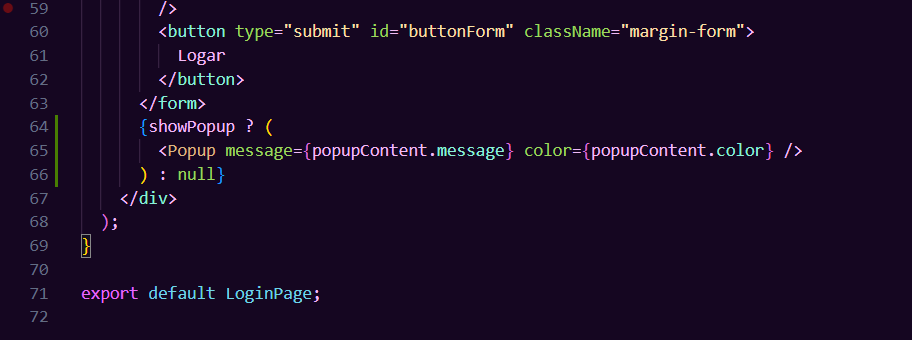 59 />
60 <button type="submit" id="buttonForm" className="margin-form">
61 Logar
62 </button>
63 </form>
64 {showPopup ? (
65 <Popup message={popupContent.message} color={popupContent.color} />
66 ) : null}
67 </div>
68 );
69 }
70
71 export default LoginPage;
72